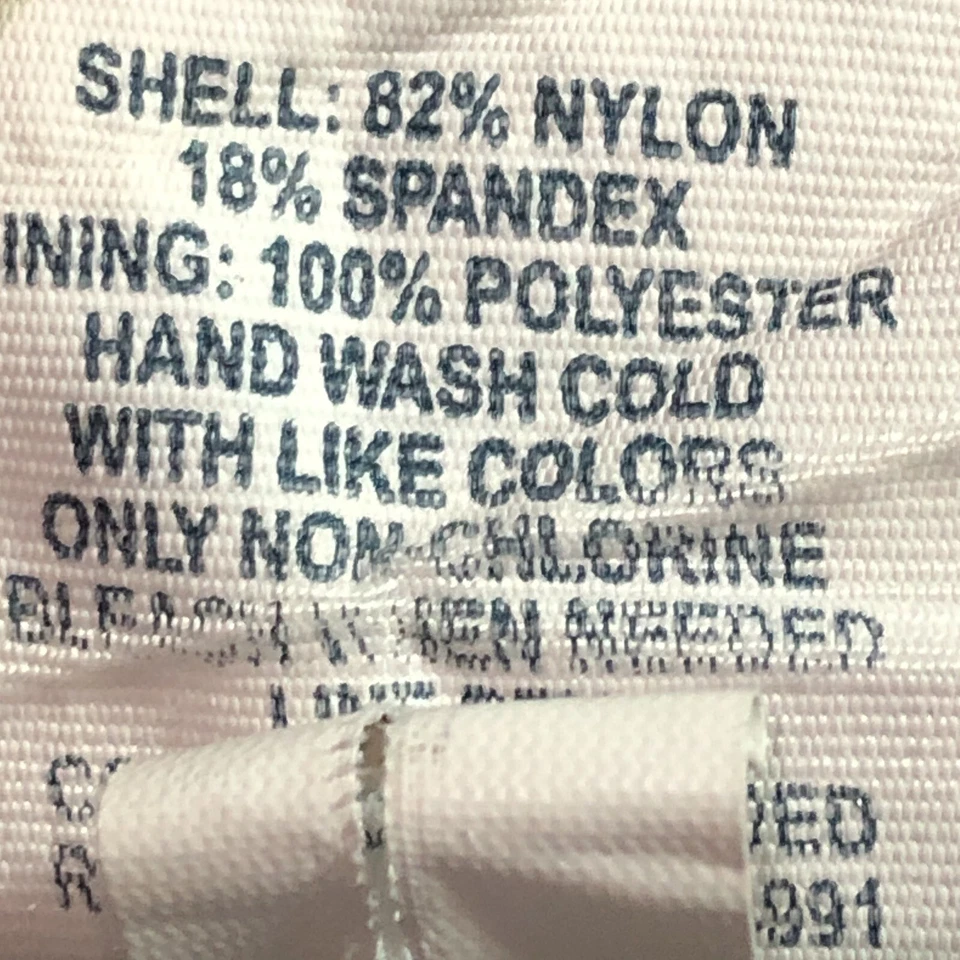 SHELL: 82% NYLON
18% SPANDEX
INING: 100% POLYESTER
HAND WASH COLD
WITH LIKE COLORS
ONLY NON-CHLORINE
BLEACH WHEN NEEDED